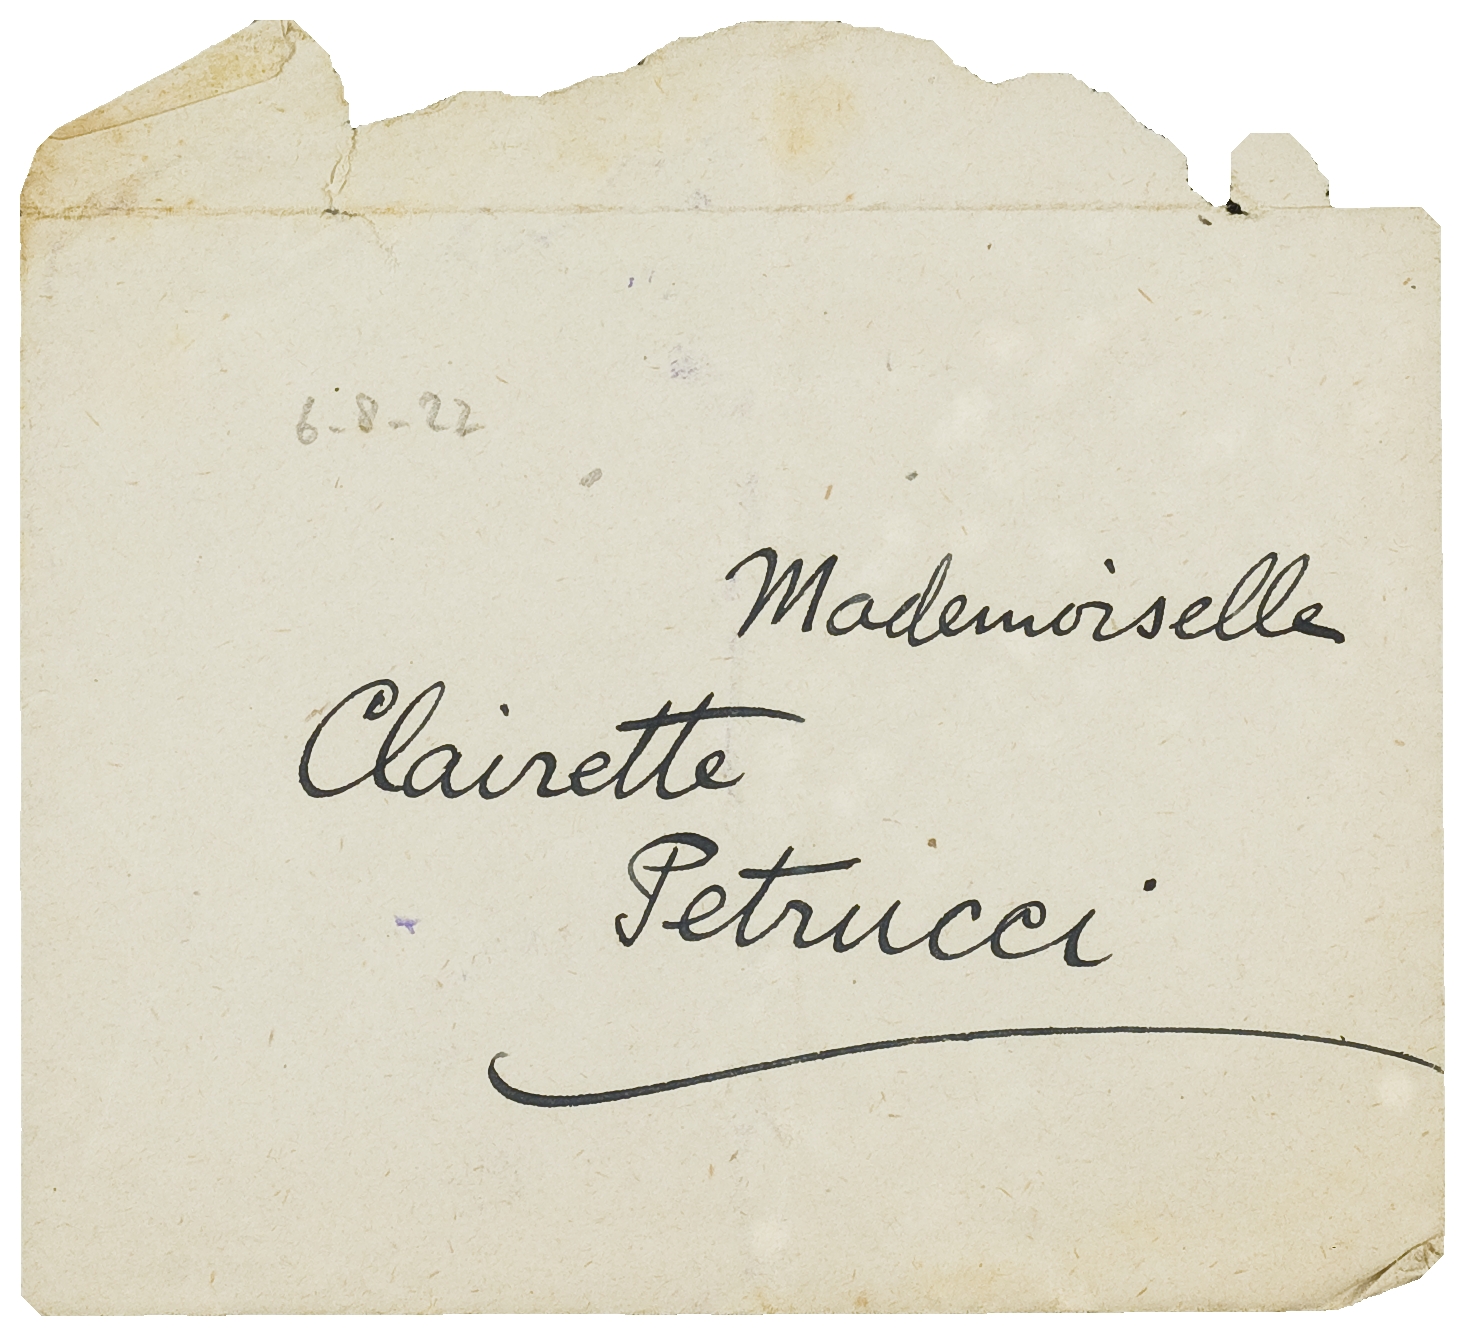 6-8-22
Mademoiselle
Clairette
Petrucci